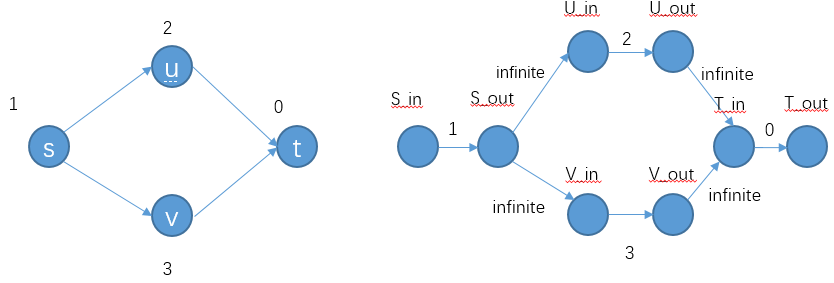 2
u
1
0
s
t
v
3
U_in
U_out
2
infinite
infinite
S_in
S_out
T_in
T_out
1
0
V_in
V_out
infinite
infinite
3